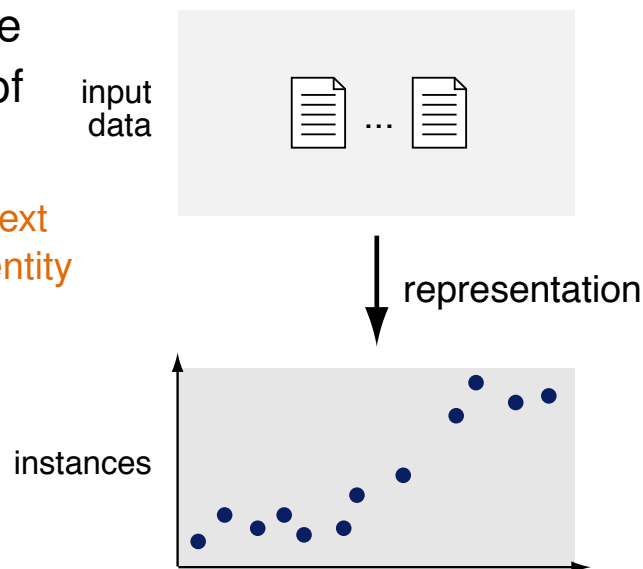 e
of
ext
entity
input
data
...
representation
instances